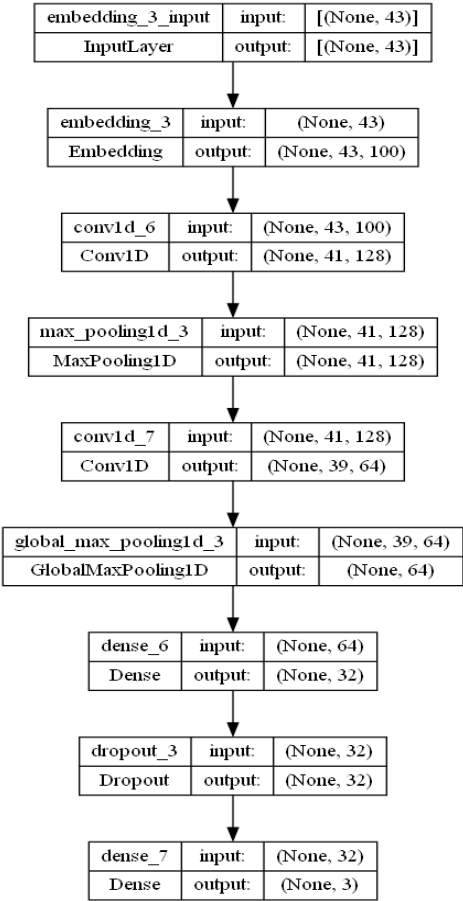 embedding_3_input input: [(None, 43)]
InputLayer output: [(None, 43)]
embedding_3 input: (None, 43)
Embedding output: (None, 43, 100)
conv1d_6 input: (None, 43, 100)
Conv1D output: (None, 41, 128)
max_pooling1d_3 input: (None, 41, 128)
MaxPooling1D output: (None, 41, 128)
conv1d_7 input: (None, 41, 128)
Conv1D output: (None, 39, 64)
global_max_pooling1d_3 input: (None, 39, 64)
GlobalMaxPooling1D output: (None, 64)
dense_6 input: (None, 64)
Dense output: (None, 32)
dropout_3 input: (None, 32)
Dropout output: (None, 32)
dense_7 input: (None, 32)
Dense output: (None, 3)